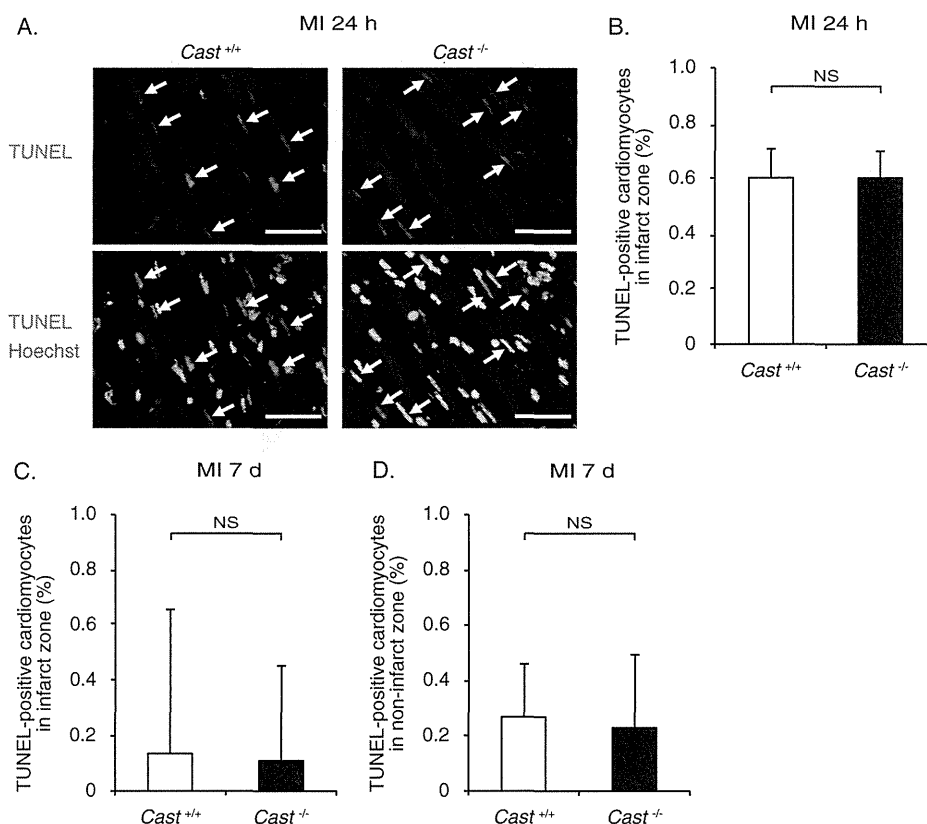 A.
MI 24 h
Cast +/+
Cast -/-
TUNEL
TUNEL
Hoechst
B.
MI 24 h
TUNEL-positive cardiomyocytes
in infarct zone (%)
1.0
0.8
0.6
0.4
0.2
0
NS
Cast +/+
Cast -/-
C.
MI 7 d
TUNEL-positive cardiomyocytes
in infarct zone (%)
1.0
0.8
0.6
0.4
0.2
0
NS
Cast +/+
Cast -/-
D.
MI 7 d
TUNEL-positive cardiomyocytes
in non-infarct zone (%)
1.0
0.8
0.6
0.4
0.2
0
NS
Cast +/+
Cast -/-